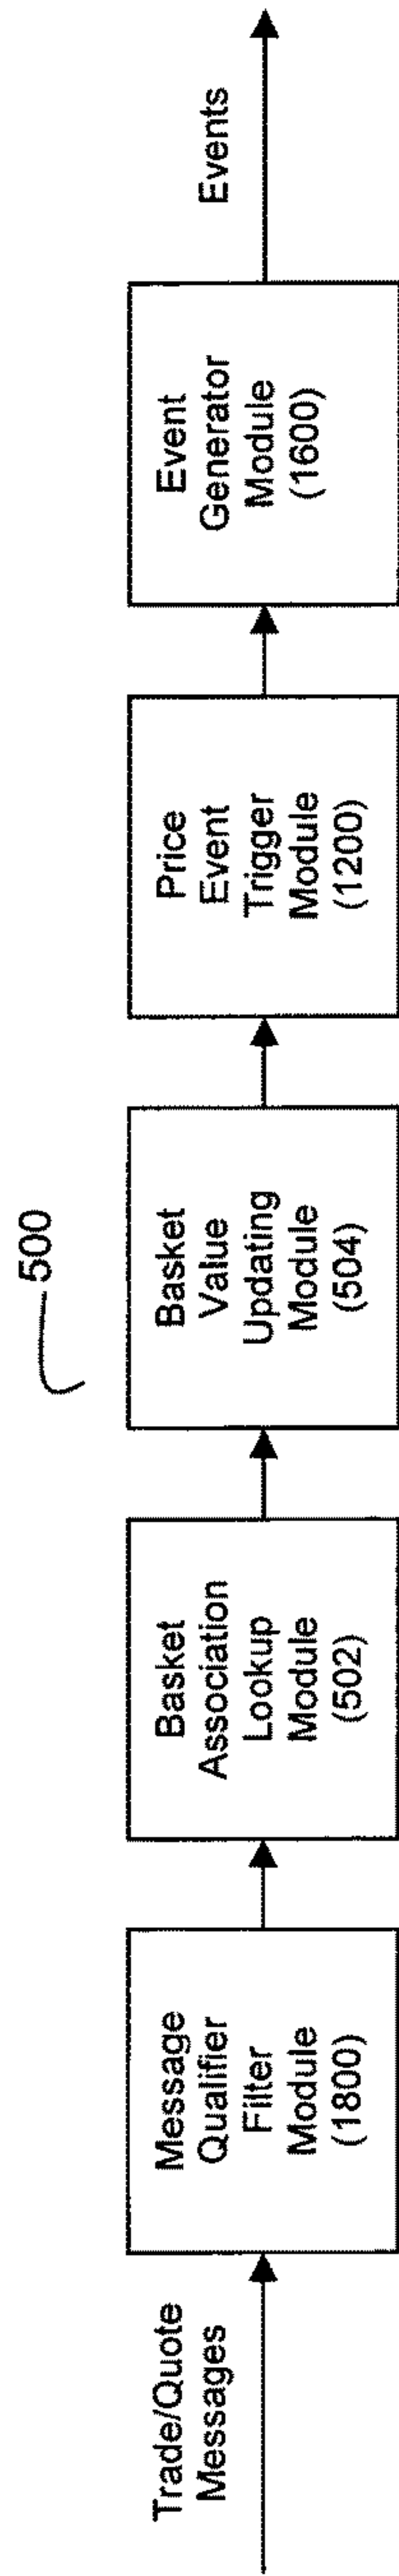 500
Trade/Quote
Messages
Message
Qualifier
Filter
Module
(1800)
Basket
Association
Lookup
Module
(502)
Basket
Value
Updating
Module
(504)
Price
Event
Trigger
Module
(1200)
Event
Generator
Module
(1600)
Events